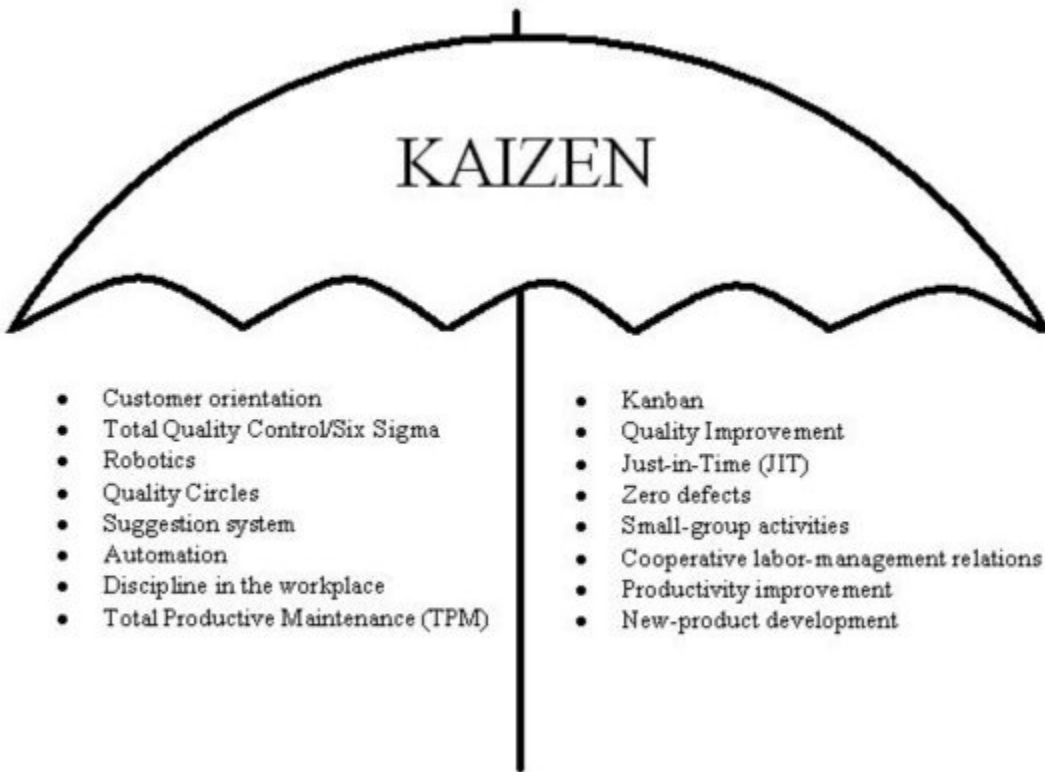 KAIZEN
• Customer orientation
• Total Quality Control/Six Sigma
• Robotics
• Quality Circles
• Suggestion system
• Automation
• Discipline in the workplace
• Total Productive Maintenance (TPM)
• Kanban
• Quality Improvement
• Just-in-Time (JIT)
• Zero defects
• Small-group activities
• Cooperative labor-management relations
• Productivity improvement
• New-product development